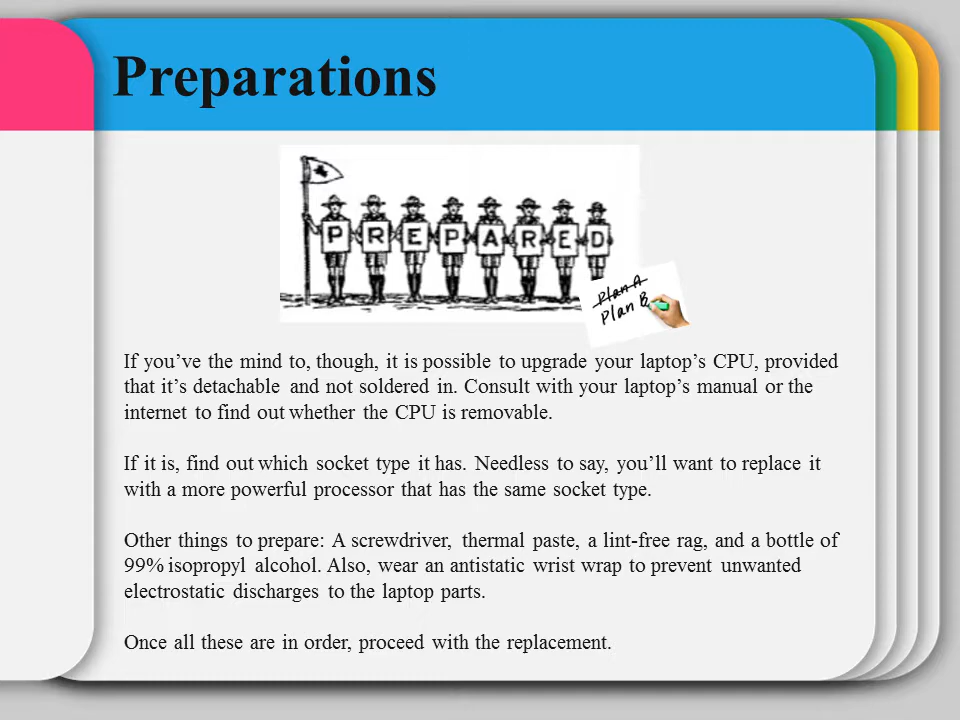 Preparations
PREPARED
Plan A
Plan B
If you’ve the mind to, though, it is possible to upgrade your laptop’s CPU, provided
that it’s detachable and not soldered in. Consult with your laptop’s manual or the
internet to find out whether the CPU is removable.
If it is, find out which socket type it has. Needless to say, you’ll want to replace it
with a more powerful processor that has the same socket type.
Other things to prepare: A screwdriver, thermal paste, a lint-free rag, and a bottle of
99% isopropyl alcohol. Also, wear an antistatic wrist wrap to prevent unwanted
electrostatic discharges to the laptop parts.
Once all these are in order, proceed with the replacement.